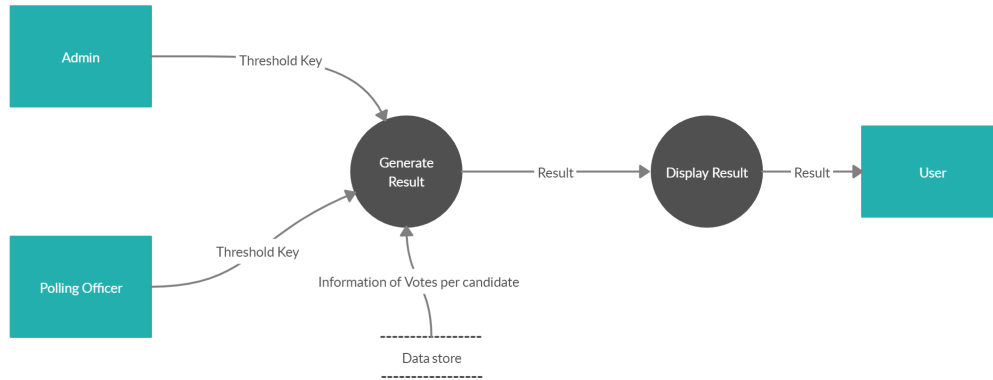 Admin
Threshold Key
Generate
Result
Result
Display Result
Result
User
Threshold Key
Polling Officer
Information of Votes per candidate
Data store